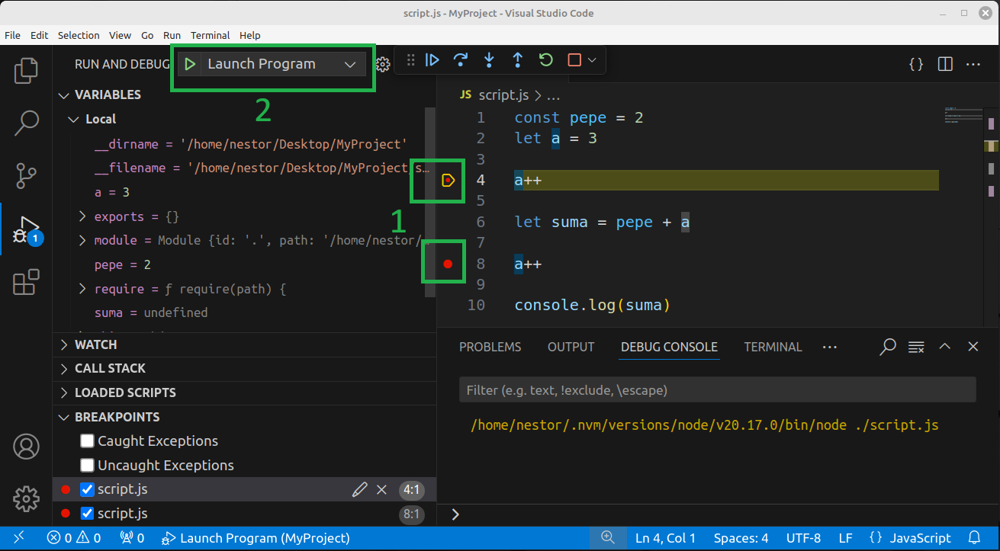 script.js - MyProject - Visual Studio Code
File Edit Selection View Go Run Terminal Help
RUN AND DEBUG Launch Program
2
VARIABLES
Local
__dirname = '/home/nestor/Desktop/MyProject'
__filename = '/home/nestor/Desktop/MyProject/s…
a = 3
exports = {}
module = Module {id: '.', path: '/home/nestor/…
pepe = 2
require = ƒ require(path) {
suma = undefined
WATCH
CALL STACK
LOADED SCRIPTS
BREAKPOINTS
Caught Exceptions
Uncaught Exceptions
script.js 4:1
script.js 8:1
1
1
JS script.js > ...
1 const pepe = 2
2 let a = 3
3
4 a++
5
6 let suma = pepe + a
7
8 a++
9
10 console.log(suma)
PROBLEMS OUTPUT DEBUG CONSOLE TERMINAL ···
Filter (e.g. text, !exclude, \escape)
/home/nestor/.nvm/versions/node/v20.17.0/bin/node ./script.js
>
0 0 0 Launch Program (MyProject) Ln 4, Col 1 Spaces: 4 UTF-8 LF {} JavaScript